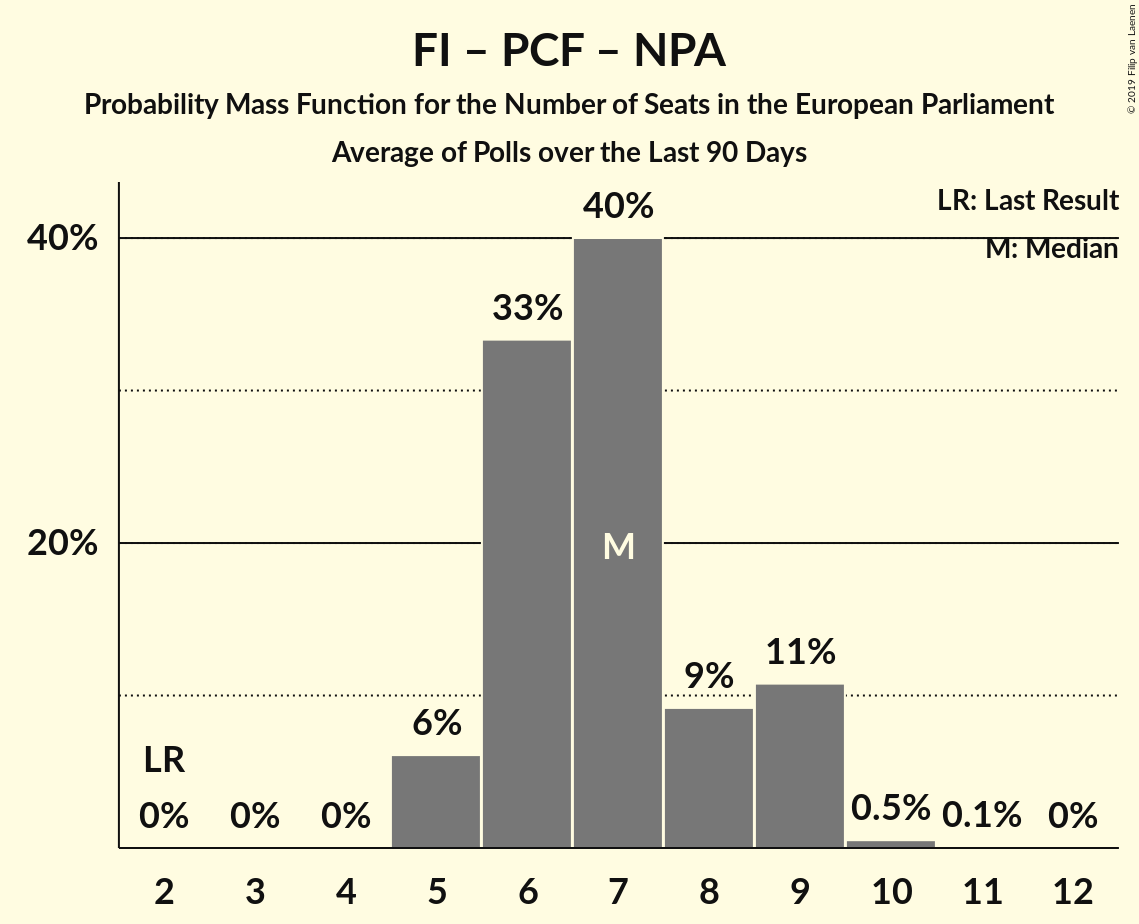 FI – PCF – NPA
Probability Mass Function for the Number of Seats in the European Parliament
Average of Polls over the Last 90 Days
© 2019 Filip van Laenen
LR: Last Result
M: Median
40%
20%
40%
33%
M
11%
9%
6%
LR
0%
0%
0%
0.5%
0.1%
0%
2 3 4 5 6 7 8 9 10 11 12